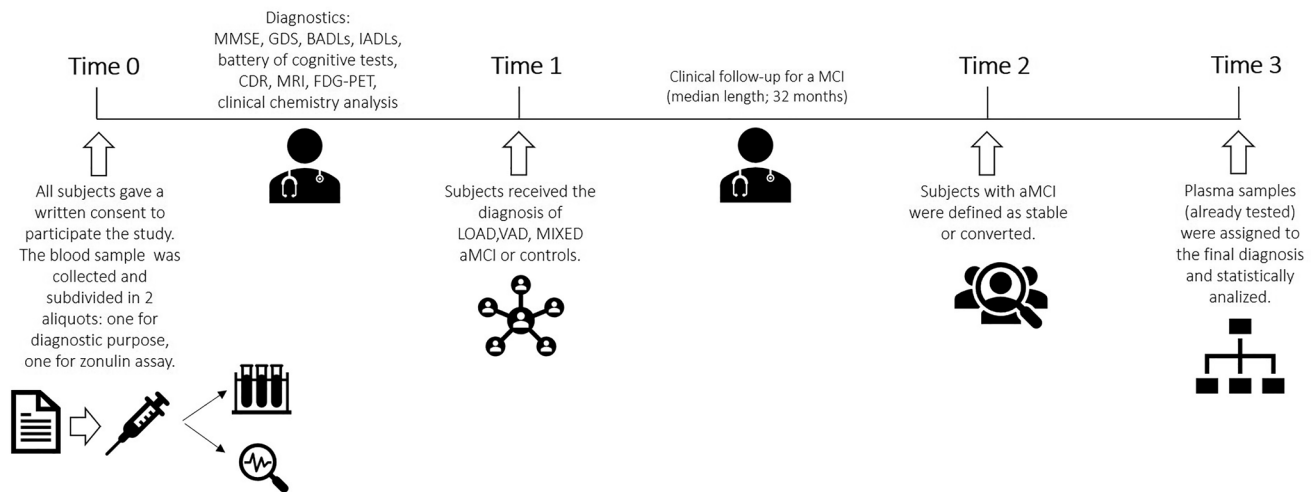 Time 0
Diagnostics:
MMSE, GDS, BADLs, IADLs,
battery of cognitive tests,
CDR, MRI, FDG-PET,
clinical chemistry analysis
Time 1
Clinical follow-up for a MCI
(median length; 32 months)
Time 2
Time 3
All subjects gave a
written consent to
participate the study.
The blood sample was
collected and
subdivided in 2
aliquots: one for
diagnostic purpose,
one for zonulin assay.
Subjects received the
diagnosis of
LOAD,VAD, MIXED
aMCI or controls.
Subjects with aMCI
were defined as stable
or converted.
Plasma samples
(already tested)
were assigned to
the final diagnosis
and statistically
analized.